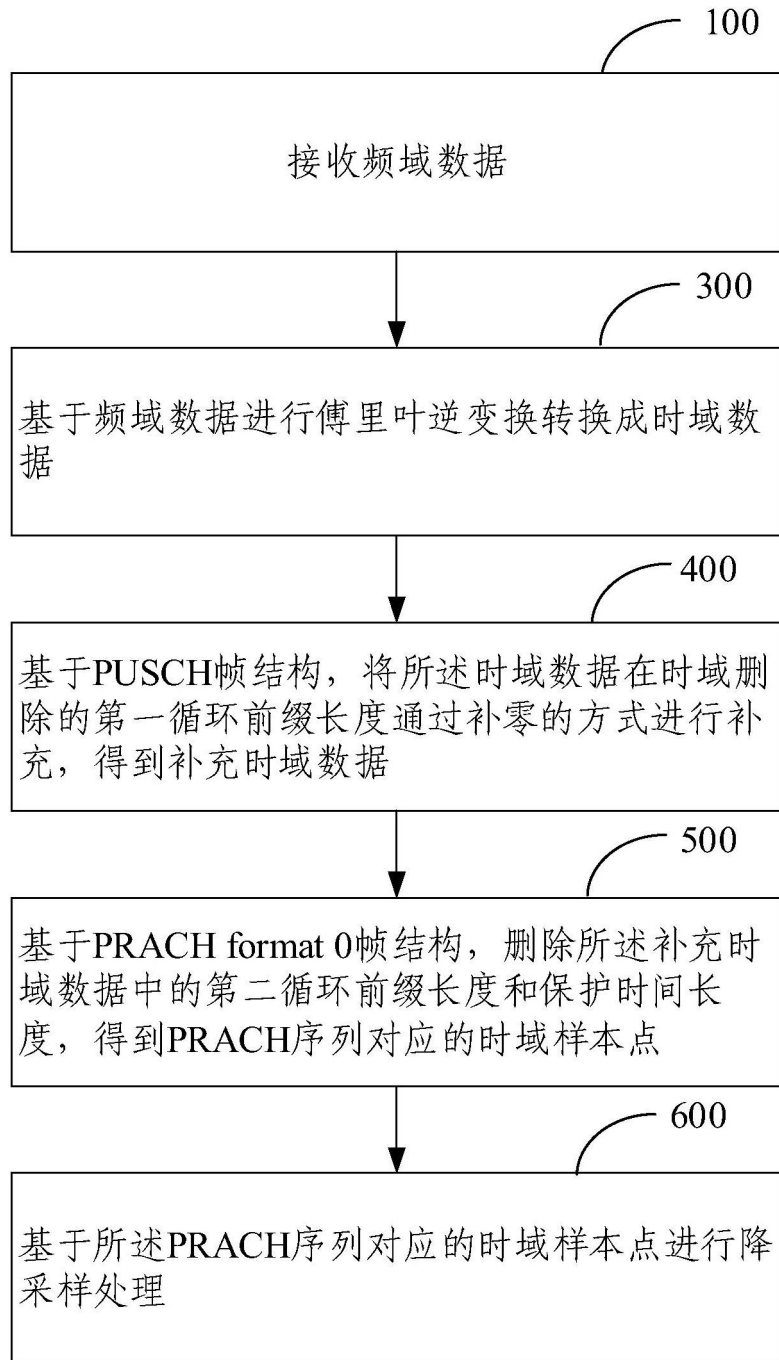 100
接收频域数据
300
基于频域数据进行傅里叶逆变换转换成时域数
据
400
基于PUSCH帧结构，将所述时域数据在时域删
除的第一循环前缀长度通过补零的方式进行补
充，得到补充时域数据
500
基于PRACH format 0帧结构，删除所述补充时
域数据中的第二循环前缀长度和保护时间长
度，得到PRACH序列对应的时域样本点
600
基于所述PRACH序列对应的时域样本点进行降
采样处理